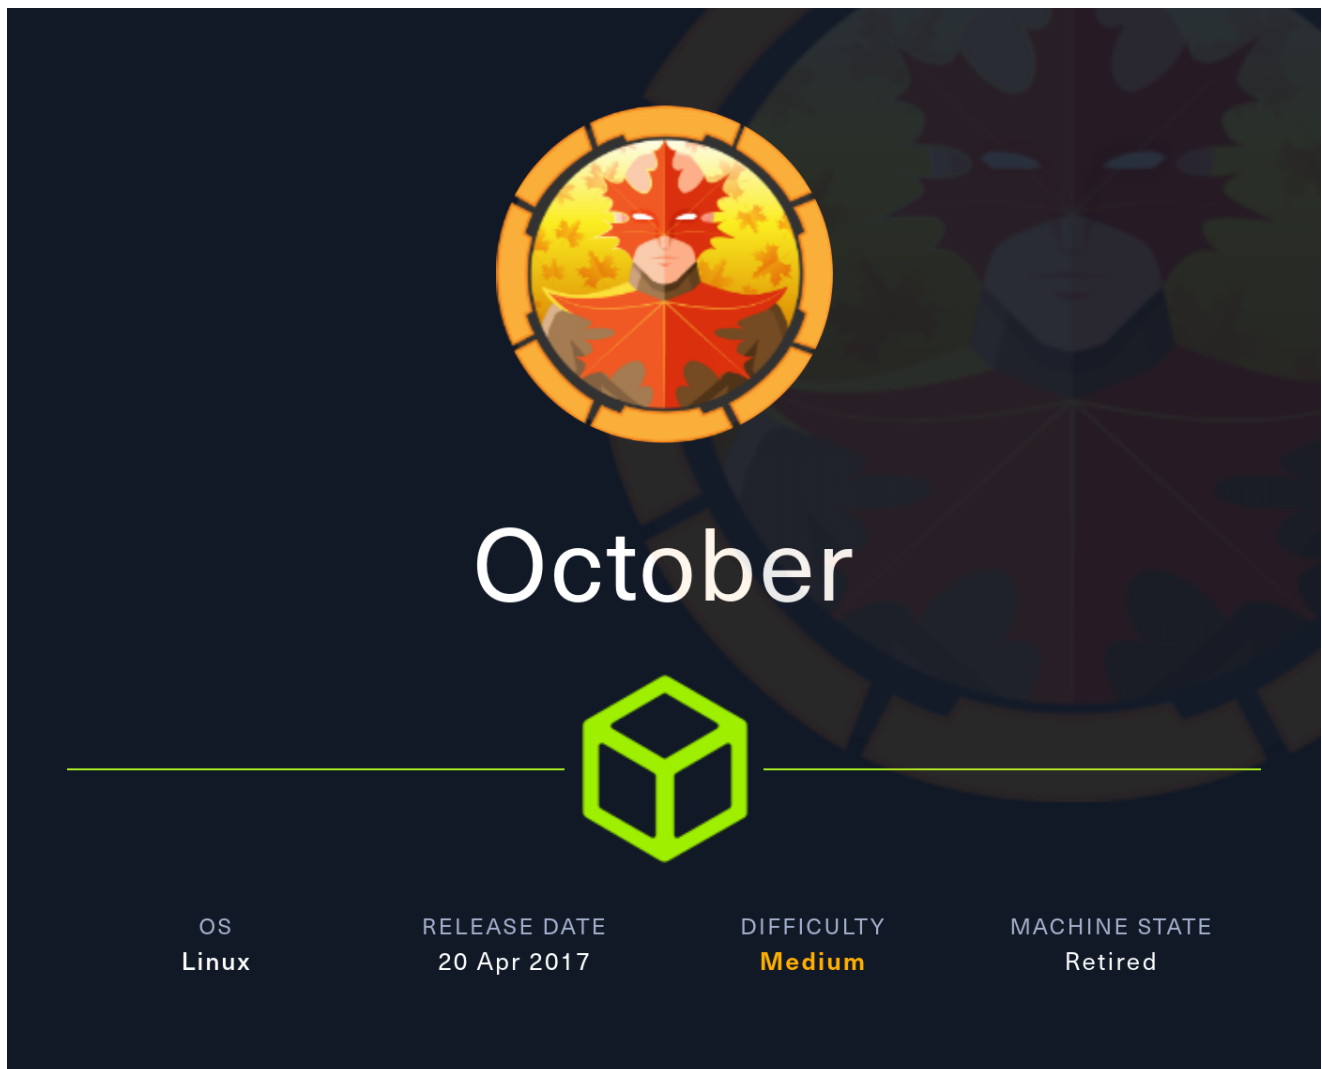 October
OS
Linux
RELEASE DATE
20 Apr 2017
DIFFICULTY
Medium
MACHINE STATE
Retired